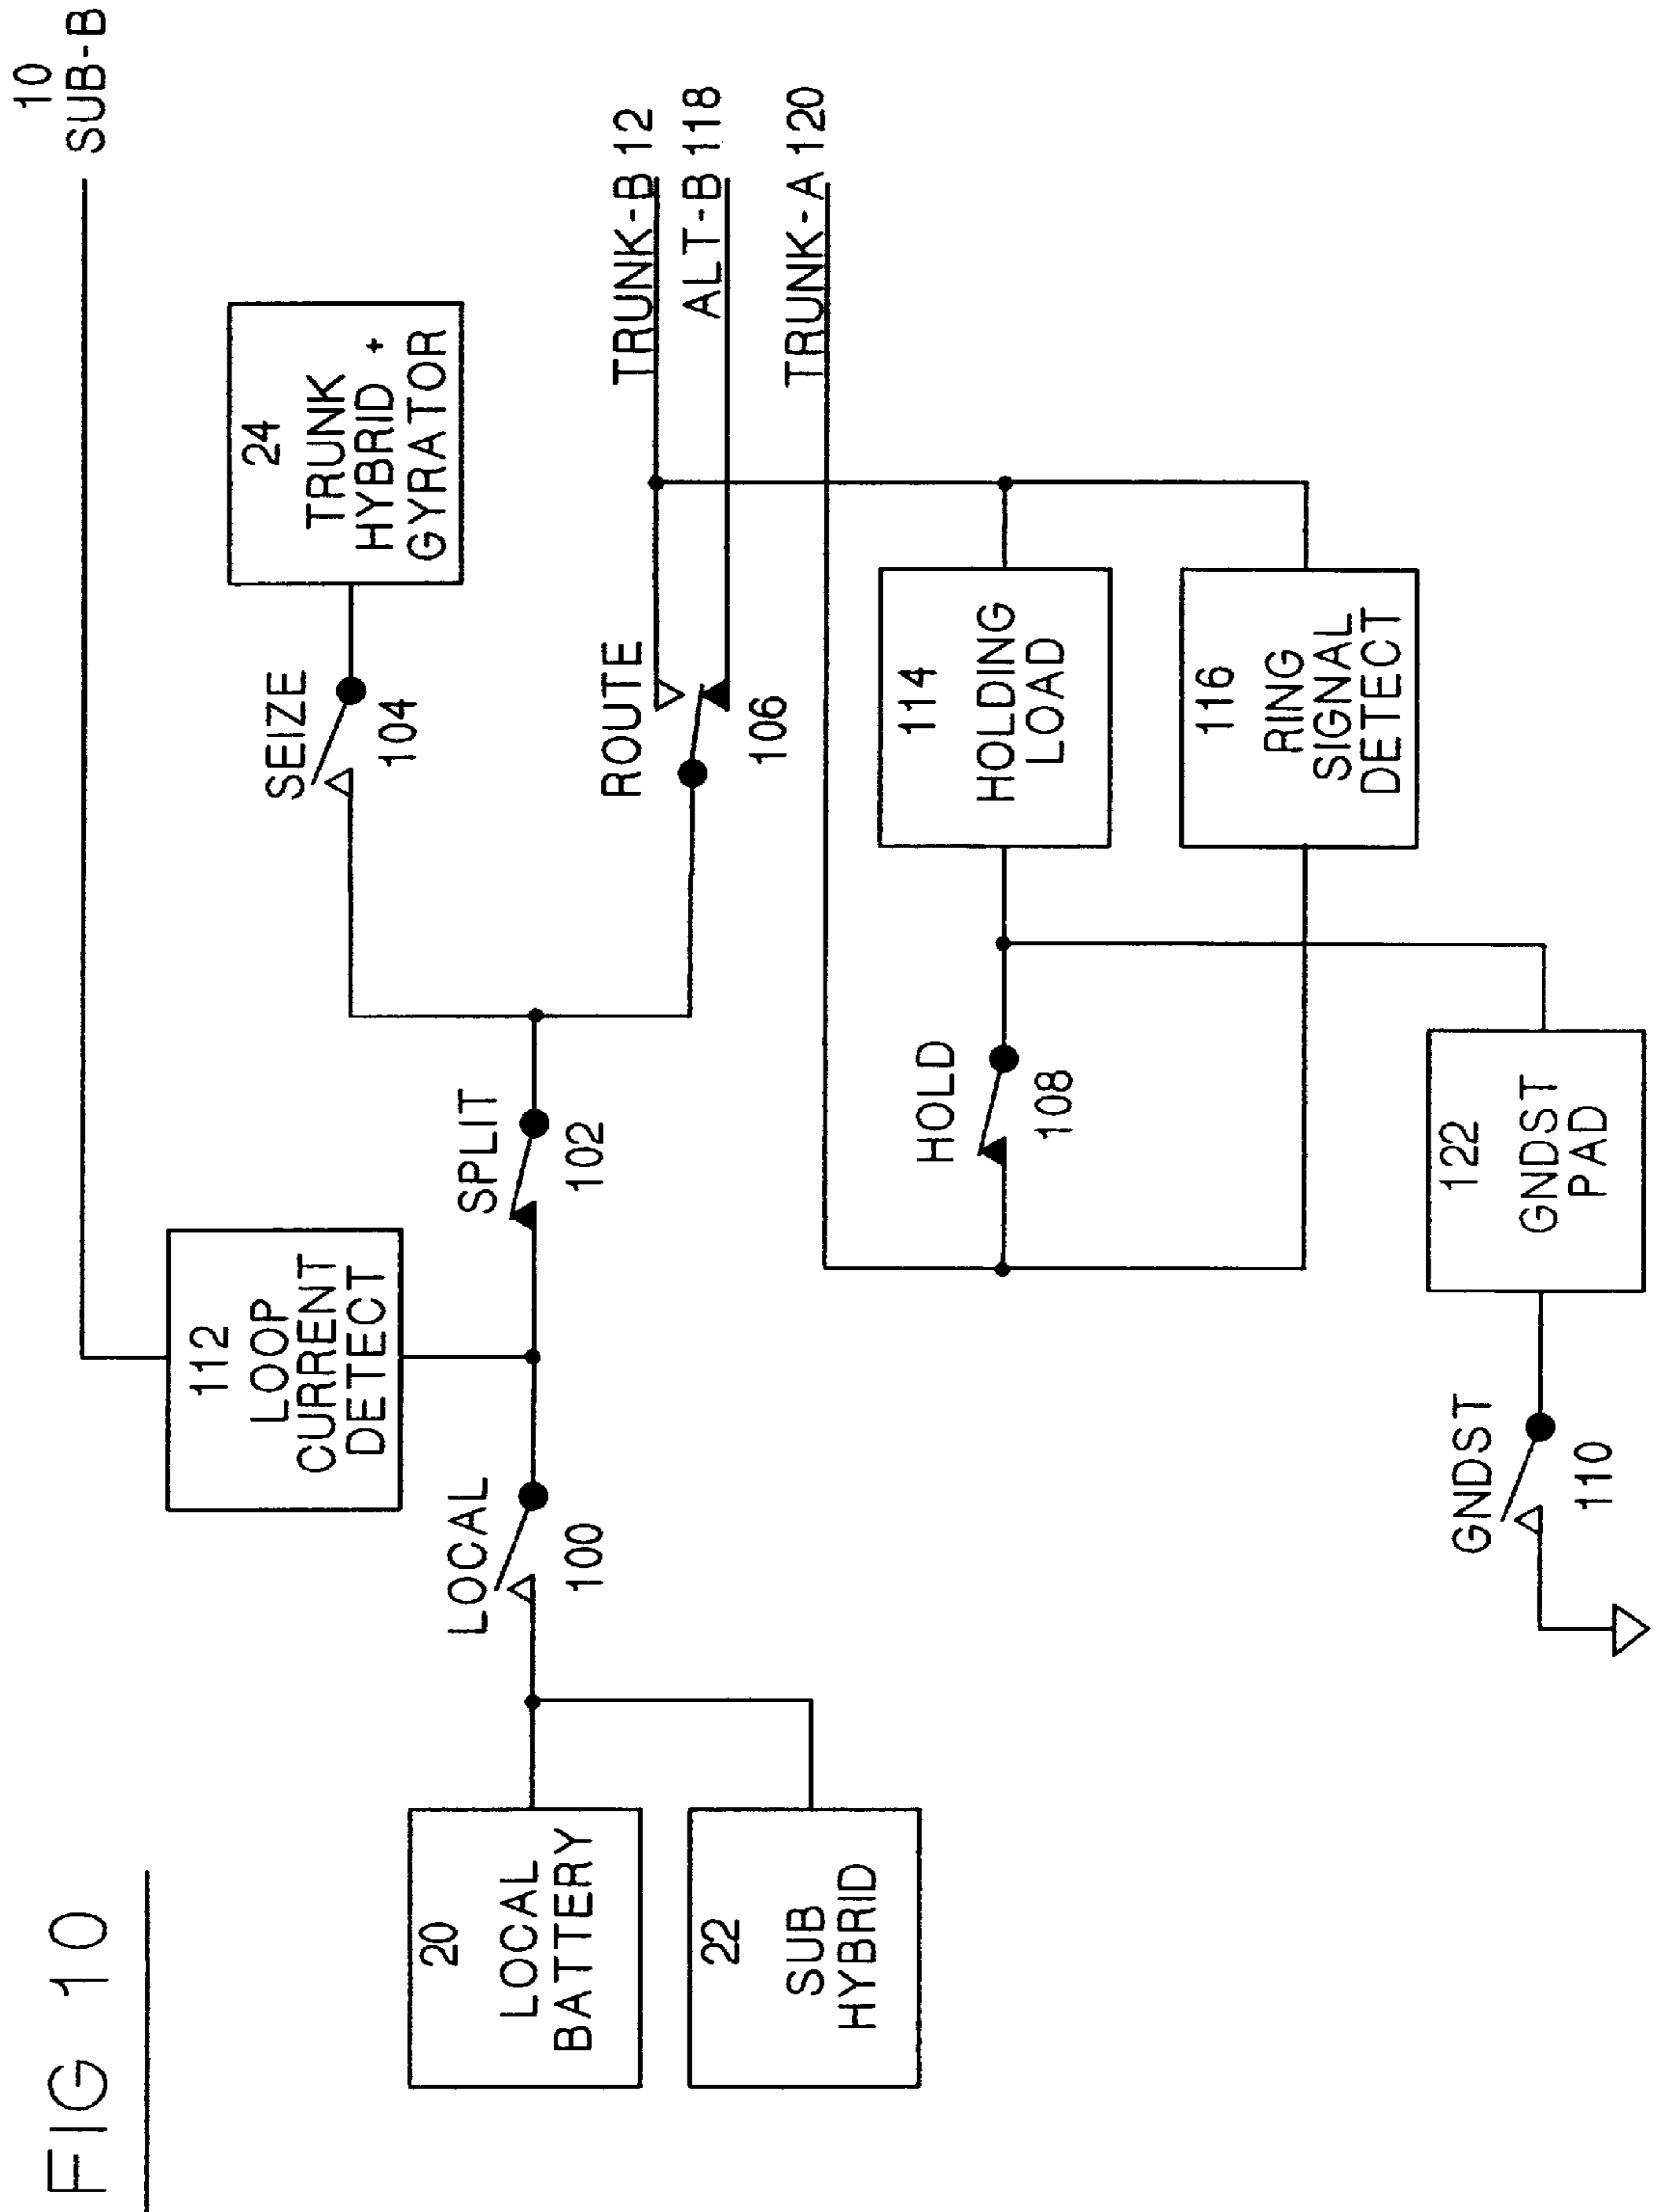 FIG 10
10
SUB-B
112
LOOP
CURRENT
DETECT
24
TRUNK
HYBRID +
GYRATOR
SEIZE
104
LOCAL
100
SPLIT
102
ROUTE
106
TRUNK-B 12
ALT-B 118
TRUNK-A 120
20
LOCAL
BATTERY
22
SUB
HYBRID
HOLD
108
114
HOLDING
LOAD
116
RING
SIGNAL
DETECT
GNDST
110
122
GNDST
PAD